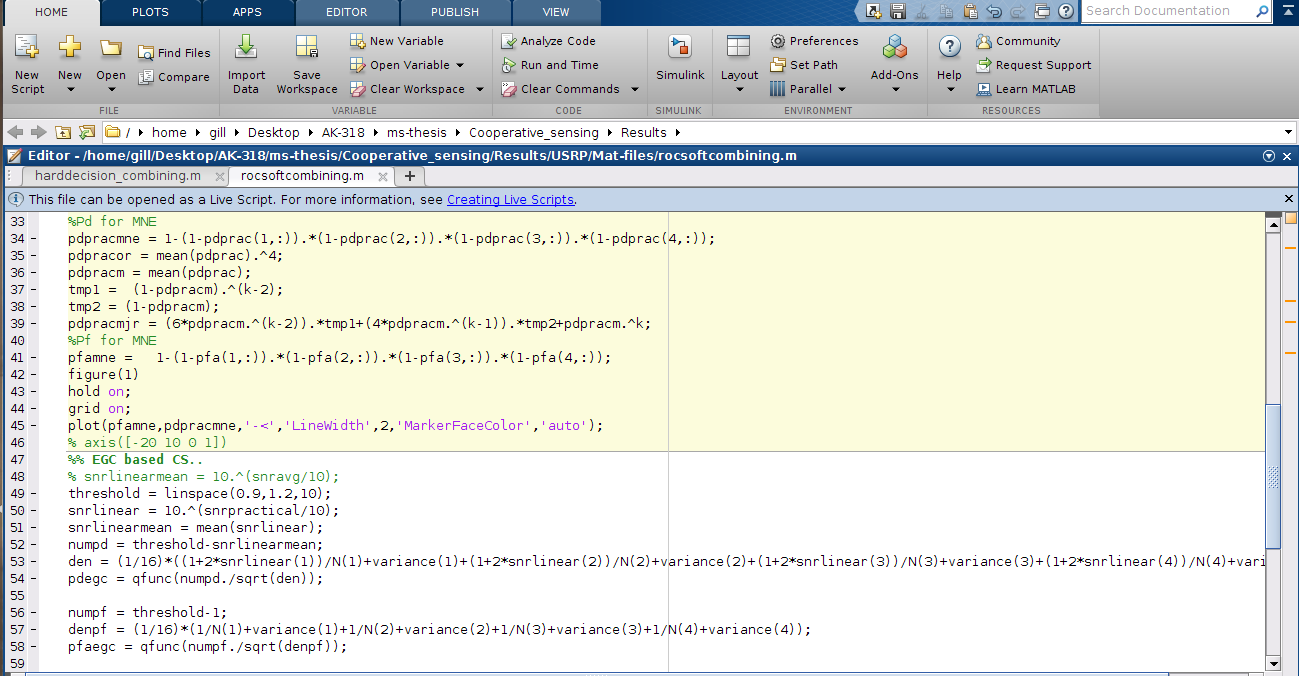 HOME PLOTS APPS EDITOR PUBLISH VIEW Search Documentation
New Script New Open Find Files Compare Import Data Save Workspace New Variable Open Variable Clear Workspace Analyze Code Run and Time Clear Commands Simulink Layout Preferences Set Path Parallel Add-Ons Help Community Request Support Learn MATLAB
FILE VARIABLE CODE SIMULINK ENVIRONMENT RESOURCES
/ home gill Desktop AK-318 ms-thesis Cooperative_sensing Results
Editor - /home/gill/Desktop/AK-318/ms-thesis/Cooperative_sensing/Results/USRP/Mat-files/rocsoftcombining.m
harddecision_combining.m rocsoftcombining.m
This file can be opened as a Live Script. For more information, see Creating Live Scripts.
33 %Pd for MNE
34 - pdpracmne = 1-(1-pdprac(1,:)).*(1-pdprac(2,:)).*(1-pdprac(3,:)).*(1-pdprac(4,:));
35 - pdpracor = mean(pdprac).^4;
36 - pdpracm = mean(pdprac);
37 - tmp1 =  (1-pdpracm).^(k-2);
38 - tmp2 = (1-pdpracm);
39 - pdpracmjr = (6*pdpracm.^(k-2)).*tmp1+(4*pdpracm.^(k-1)).*tmp2+pdpracm.^k;
40 %Pf for MNE
41 - pfamne =   1-(1-pfa(1,:)).*(1-pfa(2,:)).*(1-pfa(3,:)).*(1-pfa(4,:));
42 - figure(1)
43 - hold on;
44 - grid on;
45 - plot(pfamne,pdpracmne,'-<','LineWidth',2,'MarkerFaceColor','auto');
46 % axis([-20 10 0 1])
47 %% EGC based CS..
48 % snrlinearmean = 10.^(snravg/10);
49 - threshold = linspace(0.9,1.2,10);
50 - snrlinear = 10.^(snrpractical/10);
51 - snrlinearmean = mean(snrlinear);
52 - numpd = threshold-snrlinearmean;
53 - den = (1/16)*((1+2*snrlinear(1))/N(1)+variance(1)+(1+2*snrlinear(2))/N(2)+variance(2)+(1+2*snrlinear(3))/N(3)+variance(3)+(1+2*snrlinear(4))/N(4)+vari
54 - pdegc = qfunc(numpd./sqrt(den));
55
56 - numpf = threshold-1;
57 - denpf = (1/16)*(1/N(1)+variance(1)+1/N(2)+variance(2)+1/N(3)+variance(3)+1/N(4)+variance(4));
58 - pfaegc = qfunc(numpf./sqrt(denpf));
59